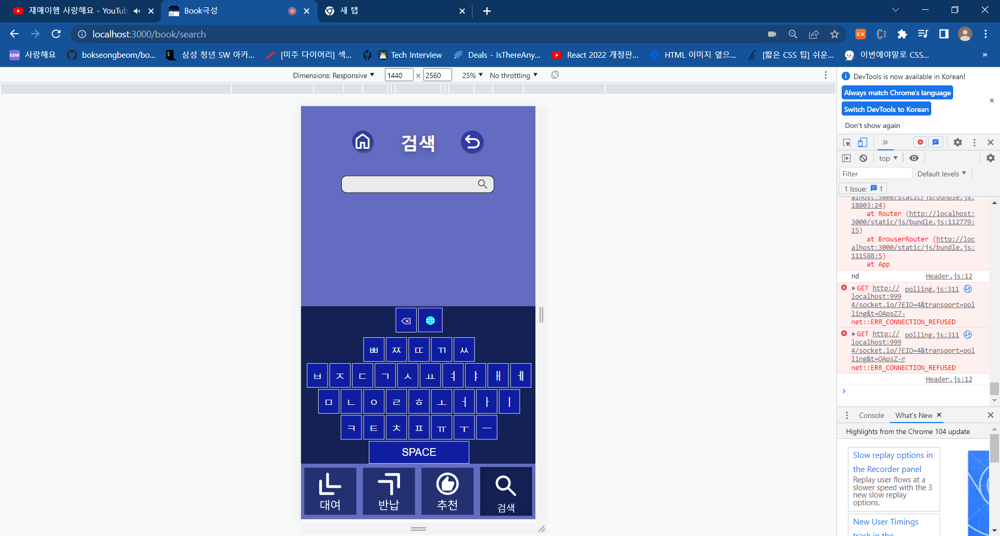 재매이햄 사랑해요 - YouTub
Book극성
새 탭
localhost:3000/book/search
GDH 사랑해요
bokseongbeom/bo...
삼성 청년 SW 아카...
[미주 다이어리] 섹...
Tech Interview
Deals - IsThereAny...
React 2022 개정판...
HTML 이미지 옆으...
[짧은 CSS 팁] 쉬운...
이번에야말로 CSS...
»
Dimensions: Responsive
1440 × 2560
25%
No throttling
검색
ㅃ ㅉ ㄸ ㄲ ㅆ
ㅂ ㅈ ㄷ ㄱ ㅅ ㅛ ㅕ ㅑ ㅐ ㅔ
ㅁ ㄴ ㅇ ㄹ ㅎ ㅗ ㅓ ㅏ ㅣ
ㅋ ㅌ ㅊ ㅍ ㅠ ㅜ ㅡ
SPACE
대여 반납 추천 검색
DevTools is now available in Korean!
Always match Chrome's language
Switch DevTools to Korean
Don't show again
»
top
Filter
Default levels
1 Issue: 1
alhost:3000/static/js/bundle.js:
18803:24)
at Router (http://localhost:
3000/static/js/bundle.js:112779:
15)
at BrowserRouter (http://loc
alhost:3000/static/js/bundle.js:
111588:5)
at App
nd Header.js:12
GET http:// polling.js:311
localhost:999
4/socket.io/?EIO=4&transport=pol
ling&t=OApsZ7-
net::ERR_CONNECTION_REFUSED
GET http:// polling.js:311
localhost:999
4/socket.io/?EIO=4&transport=pol
ling&t=OApsZ-r
net::ERR_CONNECTION_REFUSED
Header.js:12
Console
What's New
Highlights from the Chrome 104 update
Slow replay options in
the Recorder panel
Replay user flows at a
slower speed with the 3
new slow replay
options.
New User Timings
track in the